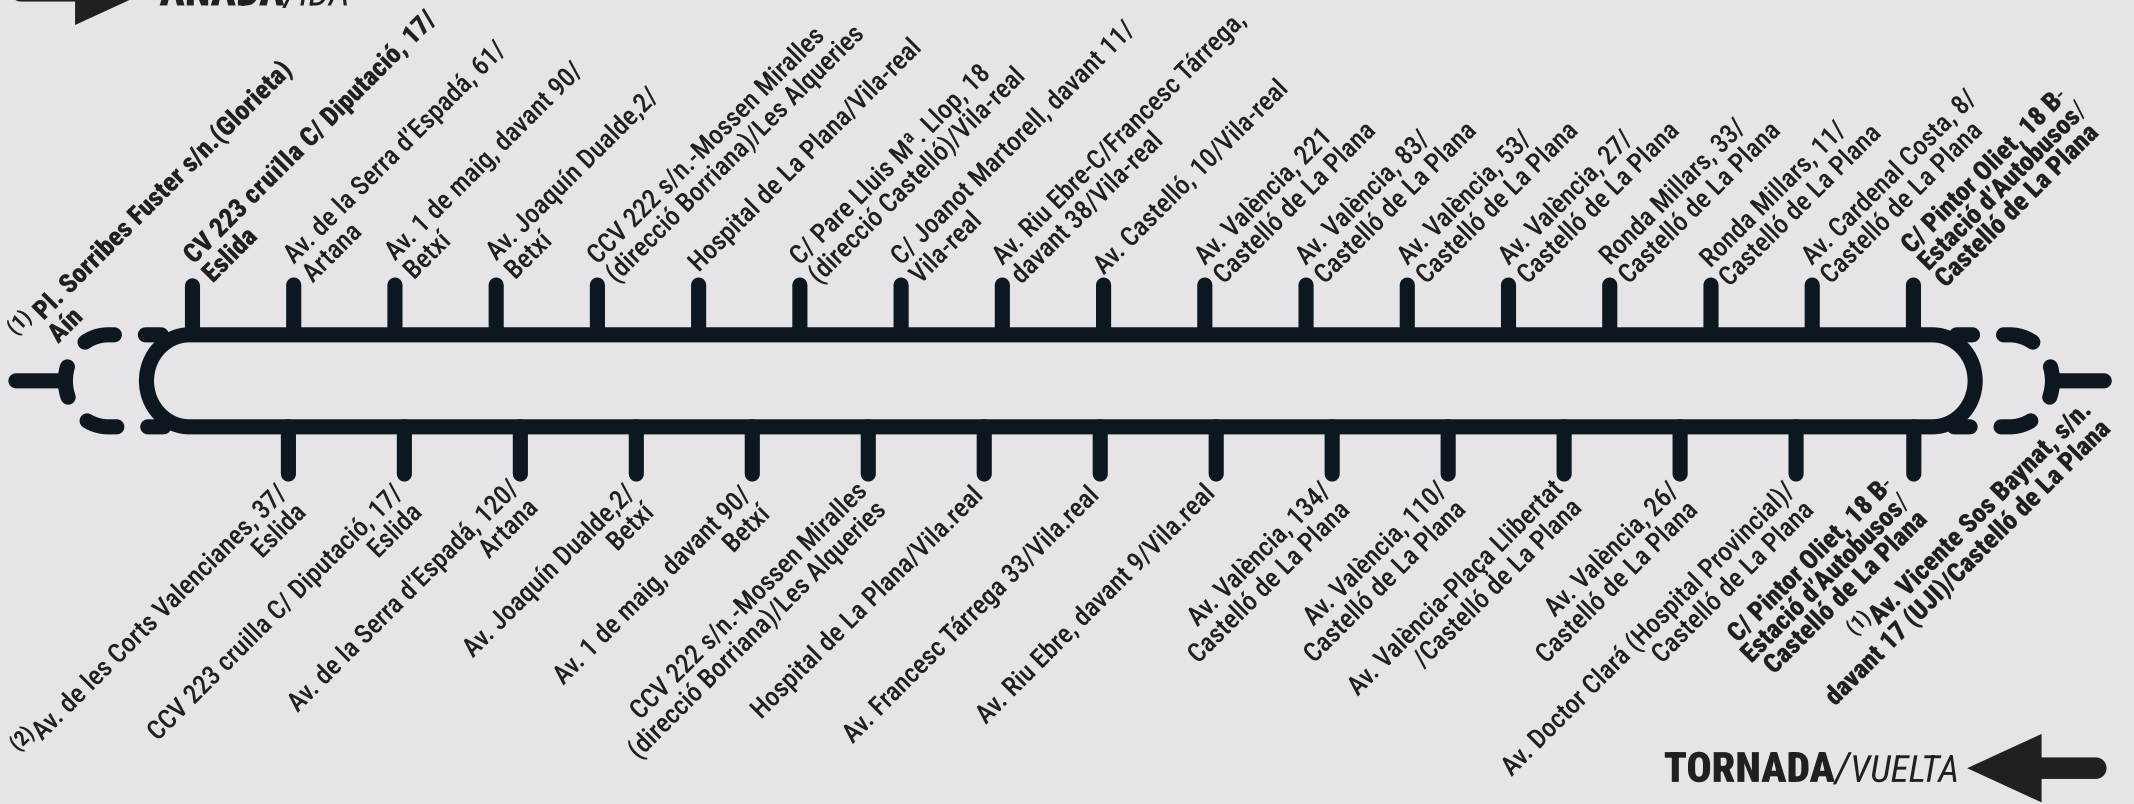 ANADA/IDA
(1) Pl. Sorribes Fuster s/n.(Glorieta)
Aín
CV 223 cruïlla C/ Diputació, 17/
Eslida
Av. de la Serra d'Espadá, 61/
Artana
Av. 1 de maig, davant 90/
Betxí
Av. Joaquín Dualde,2/
Betxí
CCV 222 s/n.-Mossen Miralles
(direcció Borriana)/Les Alqueries
Hospital de La Plana/Vila-real
C/ Pare Lluis Mª. Llop, 18
(direcció Castelló)/Vila-real
C/ Joanot Martorell, davant 11/
Vila-real
Av. Riu Ebre-C/Francesc Tárrega,
davant 38/Vila-real
Av. Castelló, 10/Vila-real
Av. València, 221
Castelló de La Plana
Av. València, 83/
Castelló de La Plana
Av. València, 53/
Castelló de La Plana
Av. València, 27/
Castelló de La Plana
Ronda Millars, 33/
Castelló de La Plana
Ronda Millars, 11/
Castelló de La Plana
Av. Cardenal Costa, 8/
Castelló de La Plana
C/ Pintor Oliet, 18 B-
Estació d'Autobusos/
Castelló de La Plana
(2)Av. de les Corts Valencianes, 37/
Eslida
CCV 223 cruïlla C/ Diputació, 17/
Eslida
Av. de la Serra d'Espadá, 120/
Artana
Av. Joaquín Dualde,2/
Betxí
Av. 1 de maig, davant 90/
Betxí
CCV 222 s/n.-Mossen Miralles
(direcció Borriana)/Les Alqueries
Hospital de La Plana/Vila.real
Av. Francesc Tárrega 33/Vila.real
Av. Riu Ebre, davant 9/Vila.real
Av. València, 134/
Castelló de La Plana
Av. València, 110/
Castelló de La Plana
Av. València-Plaça Llibertat
/Castelló de La Plana
Av. València, 26/
Castelló de La Plana
Av. Doctor Clará (Hospital Provincial)/
Castelló de La Plana
C/ Pintor Oliet, 18 B-
Estació d'Autobusos/
Castelló de La Plana
(1)Av. Vicente Sos Baynat, s/n.
davant 17 (UJI)/Castelló de La Plana
TORNADA/VUELTA